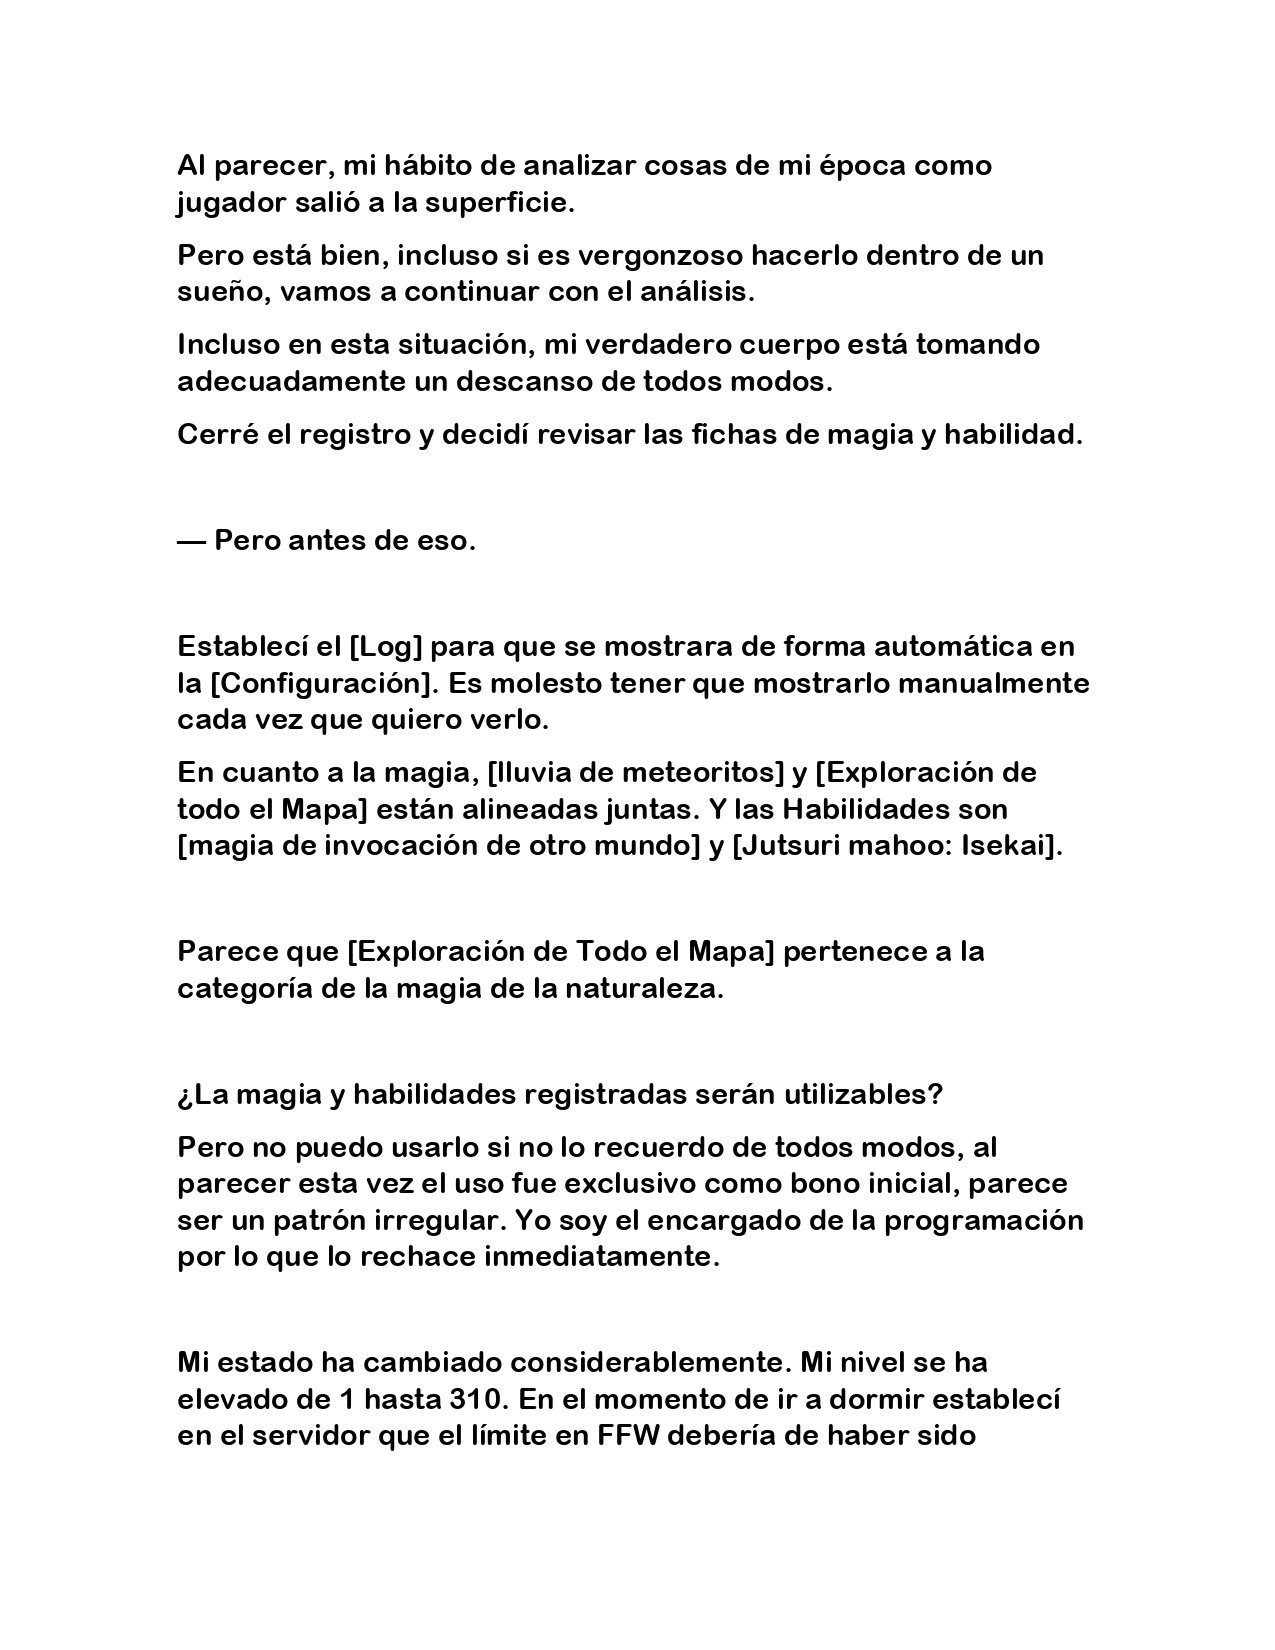 Al parecer, mi hábito de analizar cosas de mi época como
jugador salió a la superficie.
Pero está bien, incluso si es vergonzoso hacerlo dentro de un
sueño, vamos a continuar con el análisis.
Incluso en esta situación, mi verdadero cuerpo está tomando
adecuadamente un descanso de todos modos.
Cerré el registro y decidí revisar las fichas de magia y habilidad.
— Pero antes de eso.
Establecí el [Log] para que se mostrara de forma automática en
la [Configuración]. Es molesto tener que mostrarlo manualmente
cada vez que quiero verlo.
En cuanto a la magia, [lluvia de meteoritos] y [Exploración de
todo el Mapa] están alineadas juntas. Y las Habilidades son
[magia de invocación de otro mundo] y [Jutsuri mahoo: Isekai].
Parece que [Exploración de Todo el Mapa] pertenece a la
categoría de la magia de la naturaleza.
¿La magia y habilidades registradas serán utilizables?
Pero no puedo usarlo si no lo recuerdo de todos modos, al
parecer esta vez el uso fue exclusivo como bono inicial, parece
ser un patrón irregular. Yo soy el encargado de la programación
por lo que lo rechace inmediatamente.
Mi estado ha cambiado considerablemente. Mi nivel se ha
elevado de 1 hasta 310. En el momento de ir a dormir establecí
en el servidor que el límite en FFW debería de haber sido